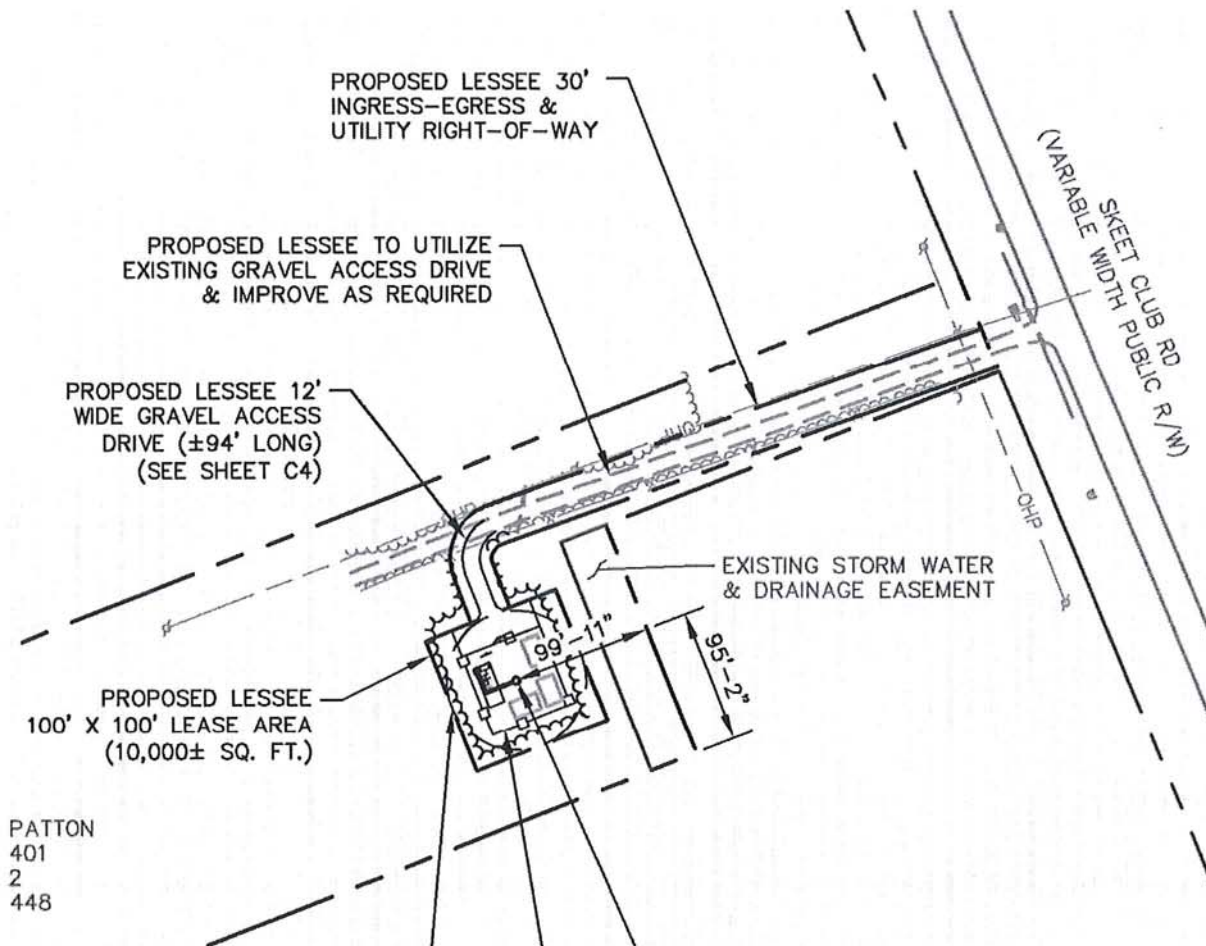 PROPOSED LESSEE 30'
INGRESS-EGRESS &
UTILITY RIGHT-OF-WAY
SKEET CLUB RD
(VARIABLE WIDTH PUBLIC R/W)
PROPOSED LESSEE TO UTILIZE
EXISTING GRAVEL ACCESS DRIVE
& IMPROVE AS REQUIRED
PROPOSED LESSEE 12'
WIDE GRAVEL ACCESS
DRIVE (±94' LONG)
(SEE SHEET C4)
OHP
EXISTING STORM WATER
& DRAINAGE EASEMENT
99'-11"
95'-2"
PROPOSED LESSEE
100' X 100' LEASE AREA
(10,000± SQ. FT.)
PATTON
401
2
448